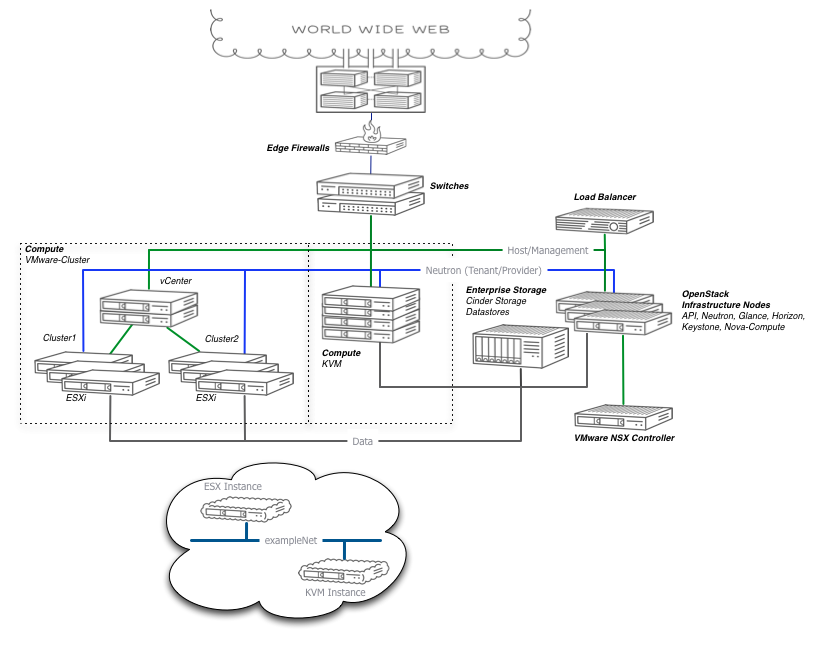 WORLD WIDE WEB
Edge Firewalls
Switches
Load Balancer
Compute
VMware-Cluster
Host/Management
Neutron (Tenant/Provider)
vCenter
Enterprise Storage
Cinder Storage
Datastores
OpenStack
Infrastructure Nodes
API, Neutron, Glance, Horizon,
Keystone, Nova-Compute
Cluster1
Cluster2
Compute
KVM
ESXi
ESXi
VMware NSX Controller
Data
ESX Instance
exampleNet
KVM Instance